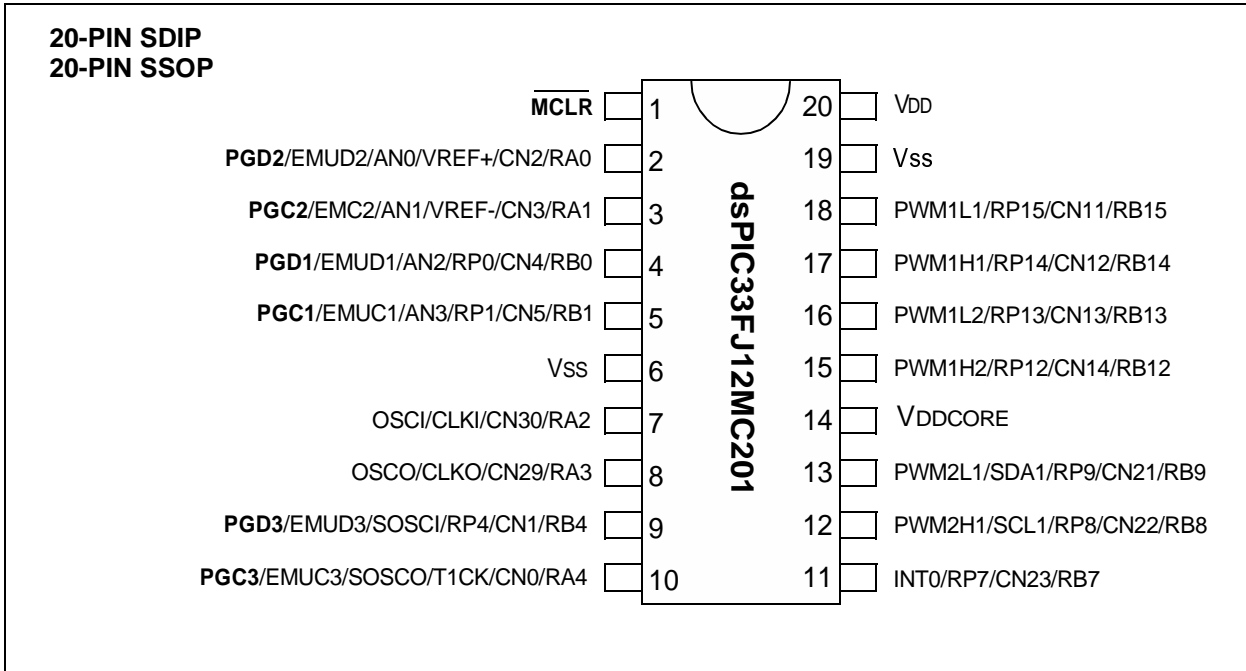 20-PIN SDIP
20-PIN SSOP
MCLR 1
PGD2/EMUD2/AN0/VREF+/CN2/RA0 2
PGC2/EMC2/AN1/VREF-/CN3/RA1 3
PGD1/EMUD1/AN2/RP0/CN4/RB0 4
PGC1/EMUC1/AN3/RP1/CN5/RB1 5
VSS 6
OSCI/CLKI/CN30/RA2 7
OSCO/CLKO/CN29/RA3 8
PGD3/EMUD3/SOSCI/RP4/CN1/RB4 9
PGC3/EMUC3/SOSCO/T1CK/CN0/RA4 10
dsPIC33FJ12MC201
20 VDD
19 Vss
18 PWM1L1/RP15/CN11/RB15
17 PWM1H1/RP14/CN12/RB14
16 PWM1L2/RP13/CN13/RB13
15 PWM1H2/RP12/CN14/RB12
14 VDDCORE
13 PWM2L1/SDA1/RP9/CN21/RB9
12 PWM2H1/SCL1/RP8/CN22/RB8
11 INT0/RP7/CN23/RB7